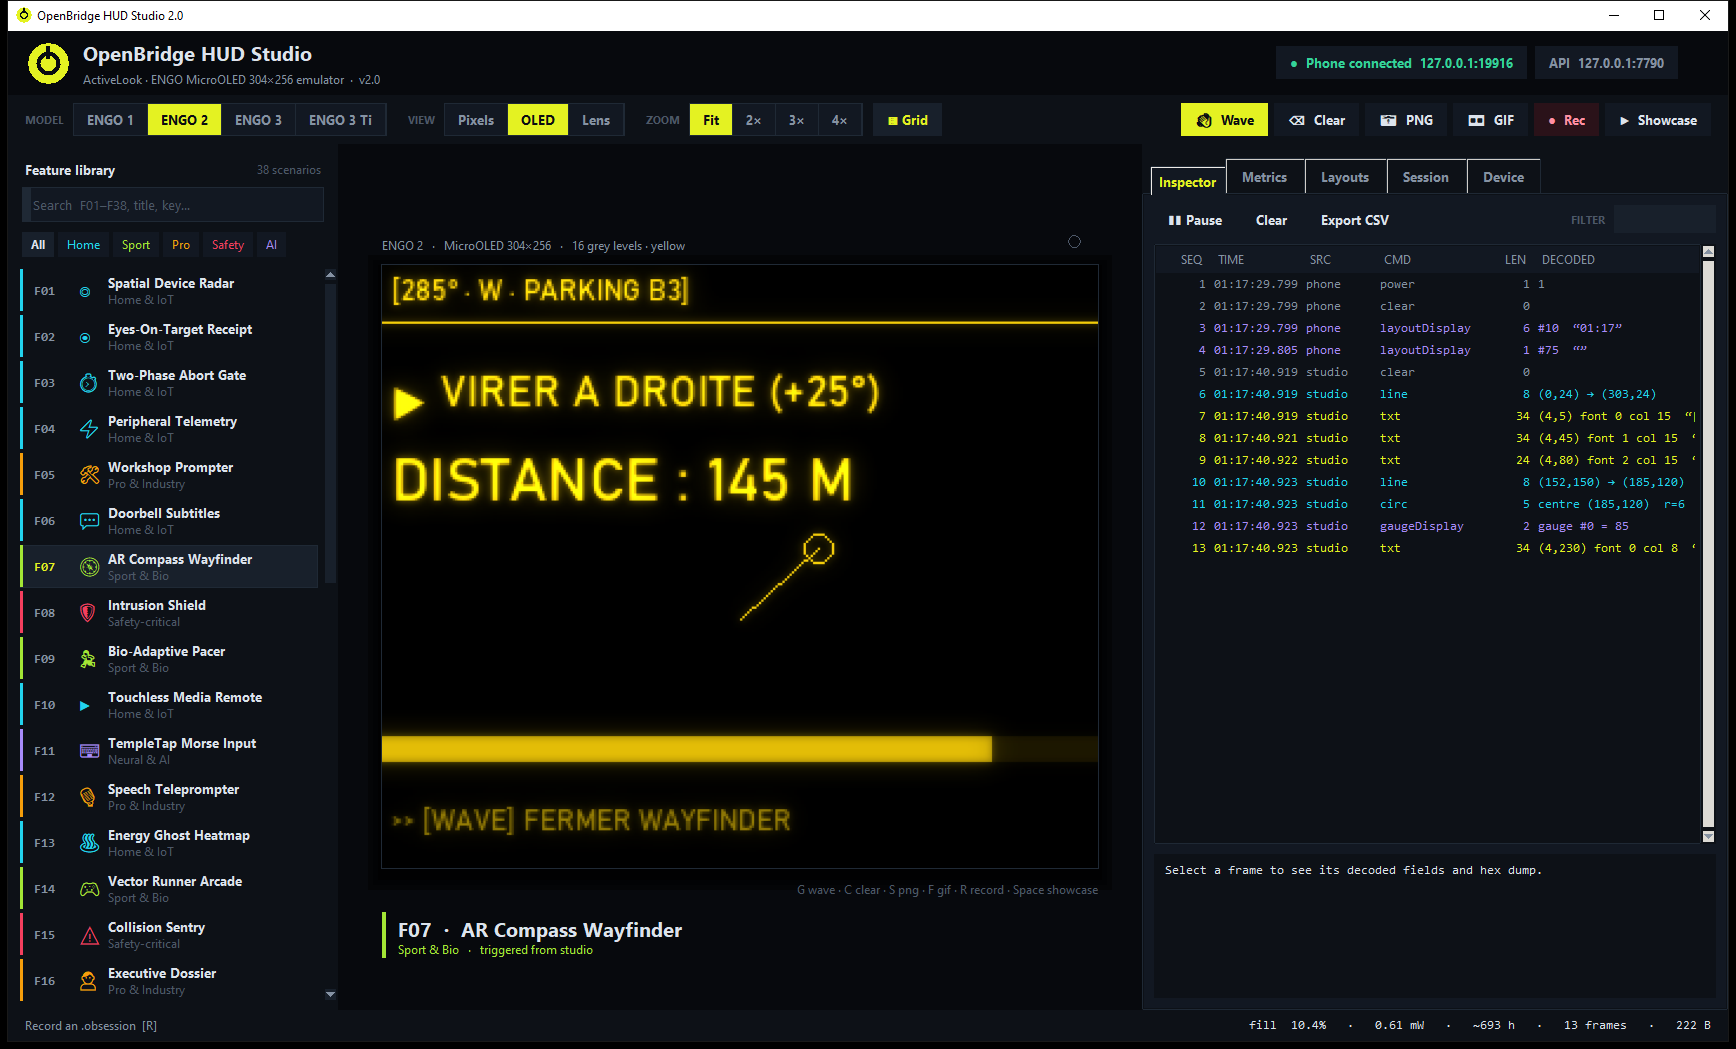 OpenBridge HUD Studio 2.0
OpenBridge HUD Studio
ActiveLook · ENGO MicroOLED 304×256 emulator · v2.0
● Phone connected 127.0.0.1:19916
API 127.0.0.1:7790
MODEL ENGO 1 ENGO 2 ENGO 3 ENGO 3 Ti VIEW Pixels OLED Lens ZOOM Fit 2× 3× 4× Grid
Wave Clear PNG GIF Rec Showcase
Feature library 38 scenarios
Search F01–F38, title, key...
All Home Sport Pro Safety AI
F01 Spatial Device Radar
Home & IoT
F02 Eyes-On-Target Receipt
Home & IoT
F03 Two-Phase Abort Gate
Home & IoT
F04 Peripheral Telemetry
Home & IoT
F05 Workshop Prompter
Pro & Industry
F06 Doorbell Subtitles
Home & IoT
F07 AR Compass Wayfinder
Sport & Bio
F08 Intrusion Shield
Safety-critical
F09 Bio-Adaptive Pacer
Sport & Bio
F10 Touchless Media Remote
Home & IoT
F11 TempleTap Morse Input
Neural & AI
F12 Speech Teleprompter
Pro & Industry
F13 Energy Ghost Heatmap
Home & IoT
F14 Vector Runner Arcade
Sport & Bio
F15 Collision Sentry
Safety-critical
F16 Executive Dossier
Pro & Industry
Record an .obsession [R]
ENGO 2 · MicroOLED 304×256 · 16 grey levels · yellow
[285° · W · PARKING B3]
▶ VIRER A DROITE (+25°)
DISTANCE : 145 M
>> [WAVE] FERMER WAYFINDER
G wave · C clear · S png · F gif · R record · Space showcase
F07 · AR Compass Wayfinder
Sport & Bio · triggered from studio
Inspector Metrics Layouts Session Device
Pause Clear Export CSV FILTER
SEQ TIME SRC CMD LEN DECODED
1 01:17:29.799 phone power 1 1
2 01:17:29.799 phone clear 0
3 01:17:29.799 phone layoutDisplay 6 #10 “01:17”
4 01:17:29.805 phone layoutDisplay 1 #75 “”
5 01:17:40.919 studio clear 0
6 01:17:40.919 studio line 8 (0,24) → (303,24)
7 01:17:40.919 studio txt 34 (4,5) font 0 col 15 “[
8 01:17:40.921 studio txt 34 (4,45) font 1 col 15 “
9 01:17:40.922 studio txt 24 (4,80) font 2 col 15 “
10 01:17:40.923 studio line 8 (152,150) → (185,120)
11 01:17:40.923 studio circ 5 centre (185,120) r=6
12 01:17:40.923 studio gaugeDisplay 2 gauge #0 = 85
13 01:17:40.923 studio txt 34 (4,230) font 0 col 8 “
Select a frame to see its decoded fields and hex dump.
fill 10.4% · 0.61 mW · ~693 h · 13 frames · 222 B